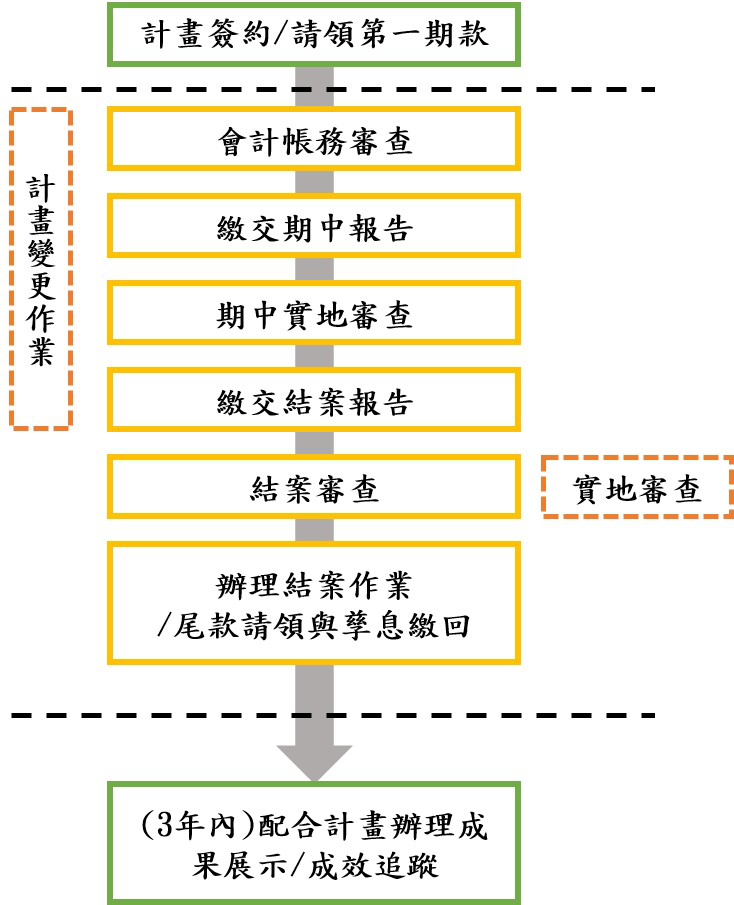 計畫簽約/請領第一期款
計畫變更作業
會計帳務審查
繳交期中報告
期中實地審查
繳交結案報告
結案審查
實地審查
辦理結案作業
/尾款請領與孳息繳回
(3年內)配合計畫辦理成
果展示/成效追蹤